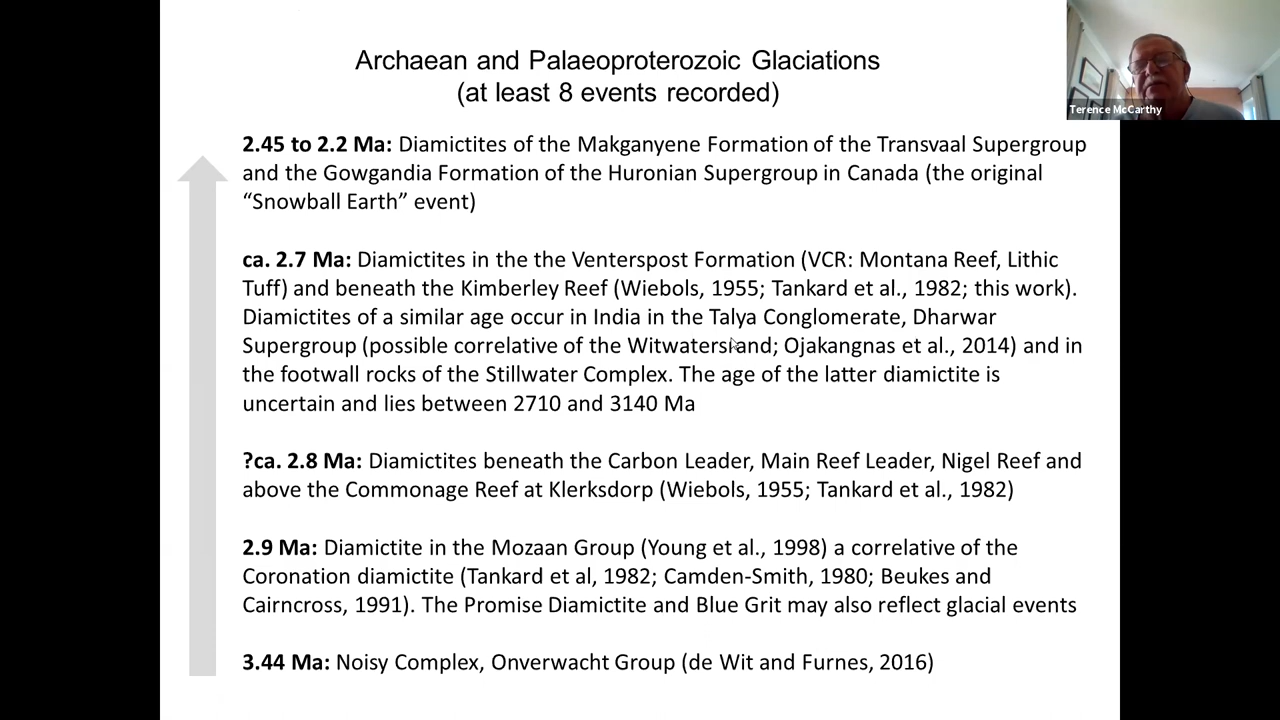 Archaean and Palaeoproterozoic Glaciations
(at least 8 events recorded)
Terence McCarthy
2.45 to 2.2 Ma: Diamictites of the Makganyene Formation of the Transvaal Supergroup
and the Gowgandia Formation of the Huronian Supergroup in Canada (the original
“Snowball Earth” event)
ca. 2.7 Ma: Diamictites in the the Venterspost Formation (VCR: Montana Reef, Lithic
Tuff) and beneath the Kimberley Reef (Wiebols, 1955; Tankard et al., 1982; this work).
Diamictites of a similar age occur in India in the Talya Conglomerate, Dharwar
Supergroup (possible correlative of the Witwatersrand; Ojakangnas et al., 2014) and in
the footwall rocks of the Stillwater Complex. The age of the latter diamictite is
uncertain and lies between 2710 and 3140 Ma
?ca. 2.8 Ma: Diamictites beneath the Carbon Leader, Main Reef Leader, Nigel Reef and
above the Commonage Reef at Klerksdorp (Wiebols, 1955; Tankard et al., 1982)
2.9 Ma: Diamictite in the Mozaan Group (Young et al., 1998) a correlative of the
Coronation diamictite (Tankard et al, 1982; Camden-Smith, 1980; Beukes and
Cairncross, 1991). The Promise Diamictite and Blue Grit may also reflect glacial events
3.44 Ma: Noisy Complex, Onverwacht Group (de Wit and Furnes, 2016)